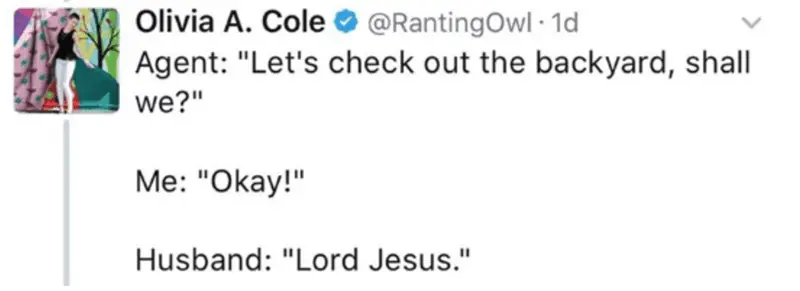 Olivia A. Cole @RantingOwl · 1d
Agent: "Let's check out the backyard, shall
we?"
Me: "Okay!"
Husband: "Lord Jesus."